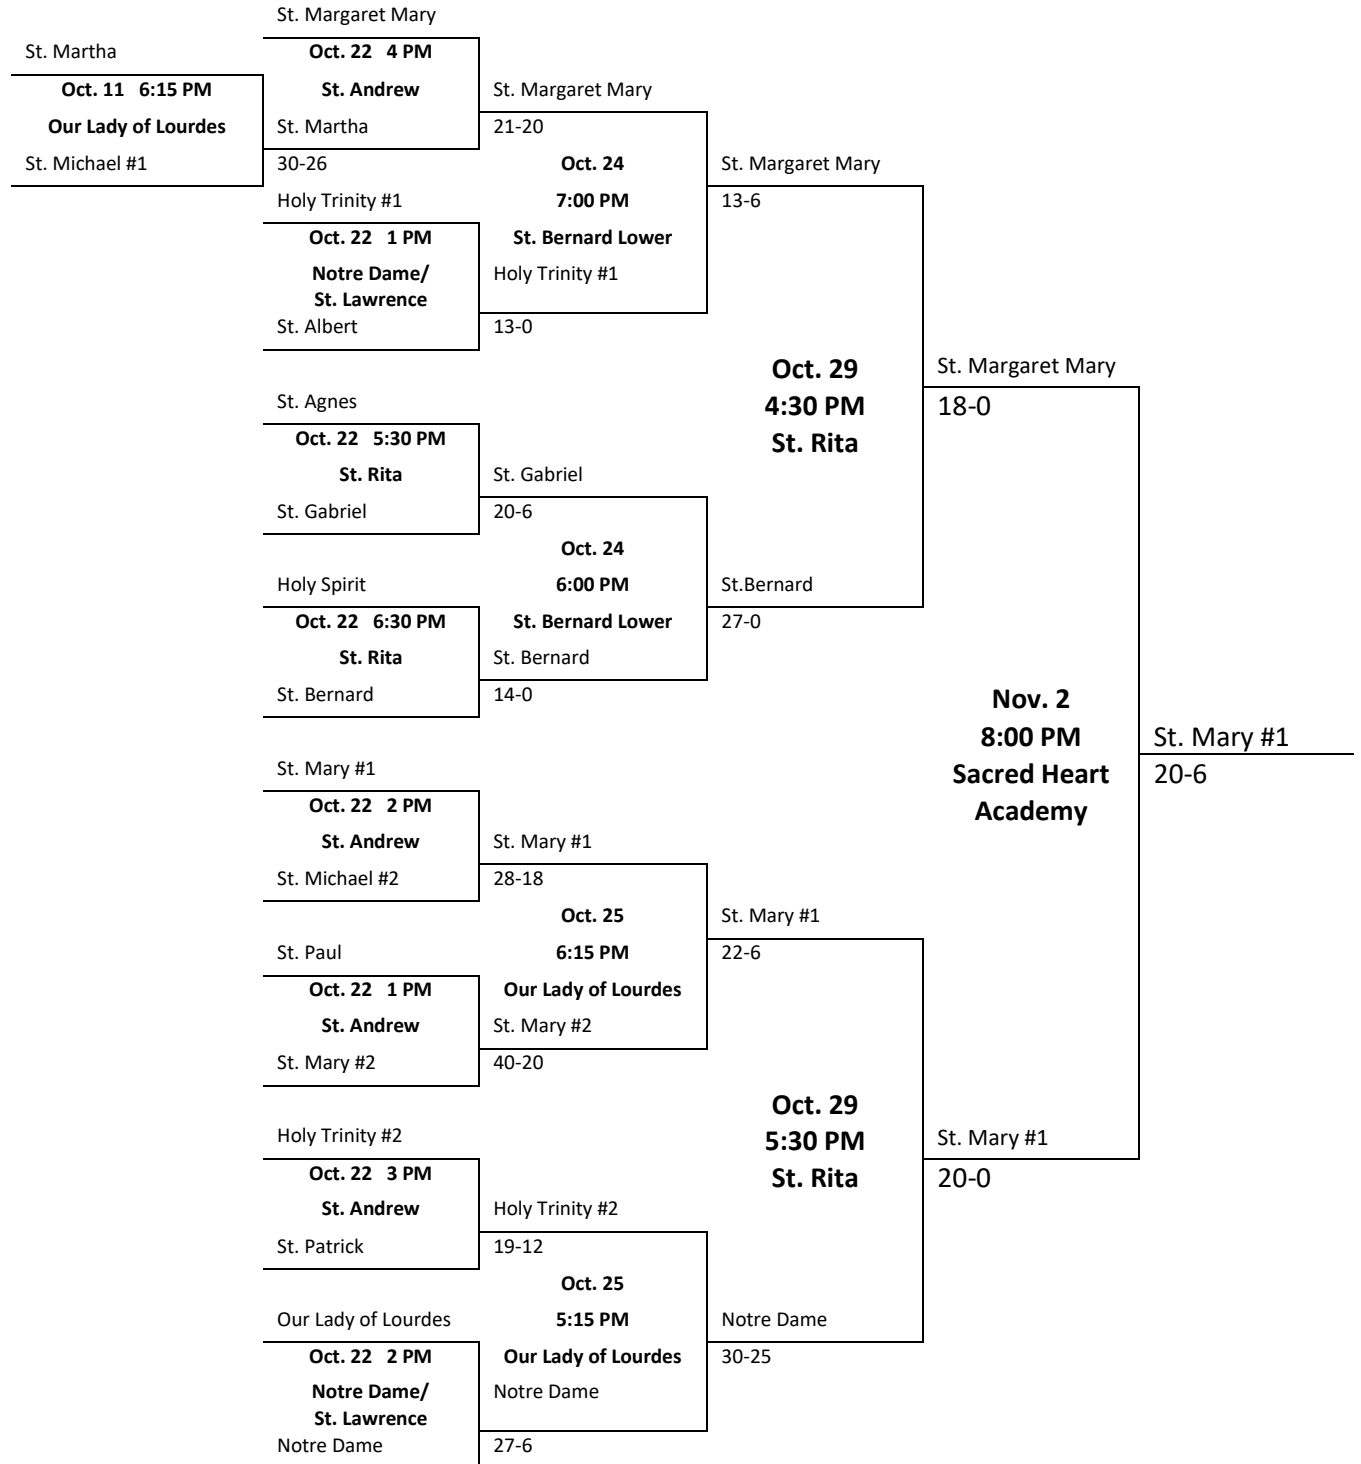 St. Margaret Mary
St. Martha
Oct. 22 4 PM
Oct. 11 6:15 PM
St. Andrew
St. Margaret Mary
Our Lady of Lourdes
St. Martha
21-20
St. Michael #1
30-26
Oct. 24
St. Margaret Mary
Holy Trinity #1
7:00 PM
13-6
Oct. 22 1 PM
St. Bernard Lower
Notre Dame/
St. Lawrence
Holy Trinity #1
St. Albert
13-0
Oct. 29
4:30 PM
St. Rita
St. Margaret Mary
18-0
St. Agnes
Oct. 22 5:30 PM
St. Rita
St. Gabriel
St. Gabriel
20-6
Oct. 24
Holy Spirit
6:00 PM
St.Bernard
Oct. 22 6:30 PM
St. Bernard Lower
27-0
St. Rita
St. Bernard
St. Bernard
14-0
Nov. 2
8:00 PM
Sacred Heart
Academy
St. Mary #1
20-6
St. Mary #1
Oct. 22 2 PM
St. Andrew
St. Mary #1
St. Michael #2
28-18
Oct. 25
St. Mary #1
St. Paul
6:15 PM
22-6
Oct. 22 1 PM
Our Lady of Lourdes
St. Andrew
St. Mary #2
St. Mary #2
40-20
Oct. 29
5:30 PM
St. Rita
St. Mary #1
20-0
Holy Trinity #2
Oct. 22 3 PM
St. Andrew
Holy Trinity #2
St. Patrick
19-12
Oct. 25
Our Lady of Lourdes
5:15 PM
Notre Dame
Oct. 22 2 PM
Our Lady of Lourdes
30-25
Notre Dame/
St. Lawrence
Notre Dame
Notre Dame
27-6